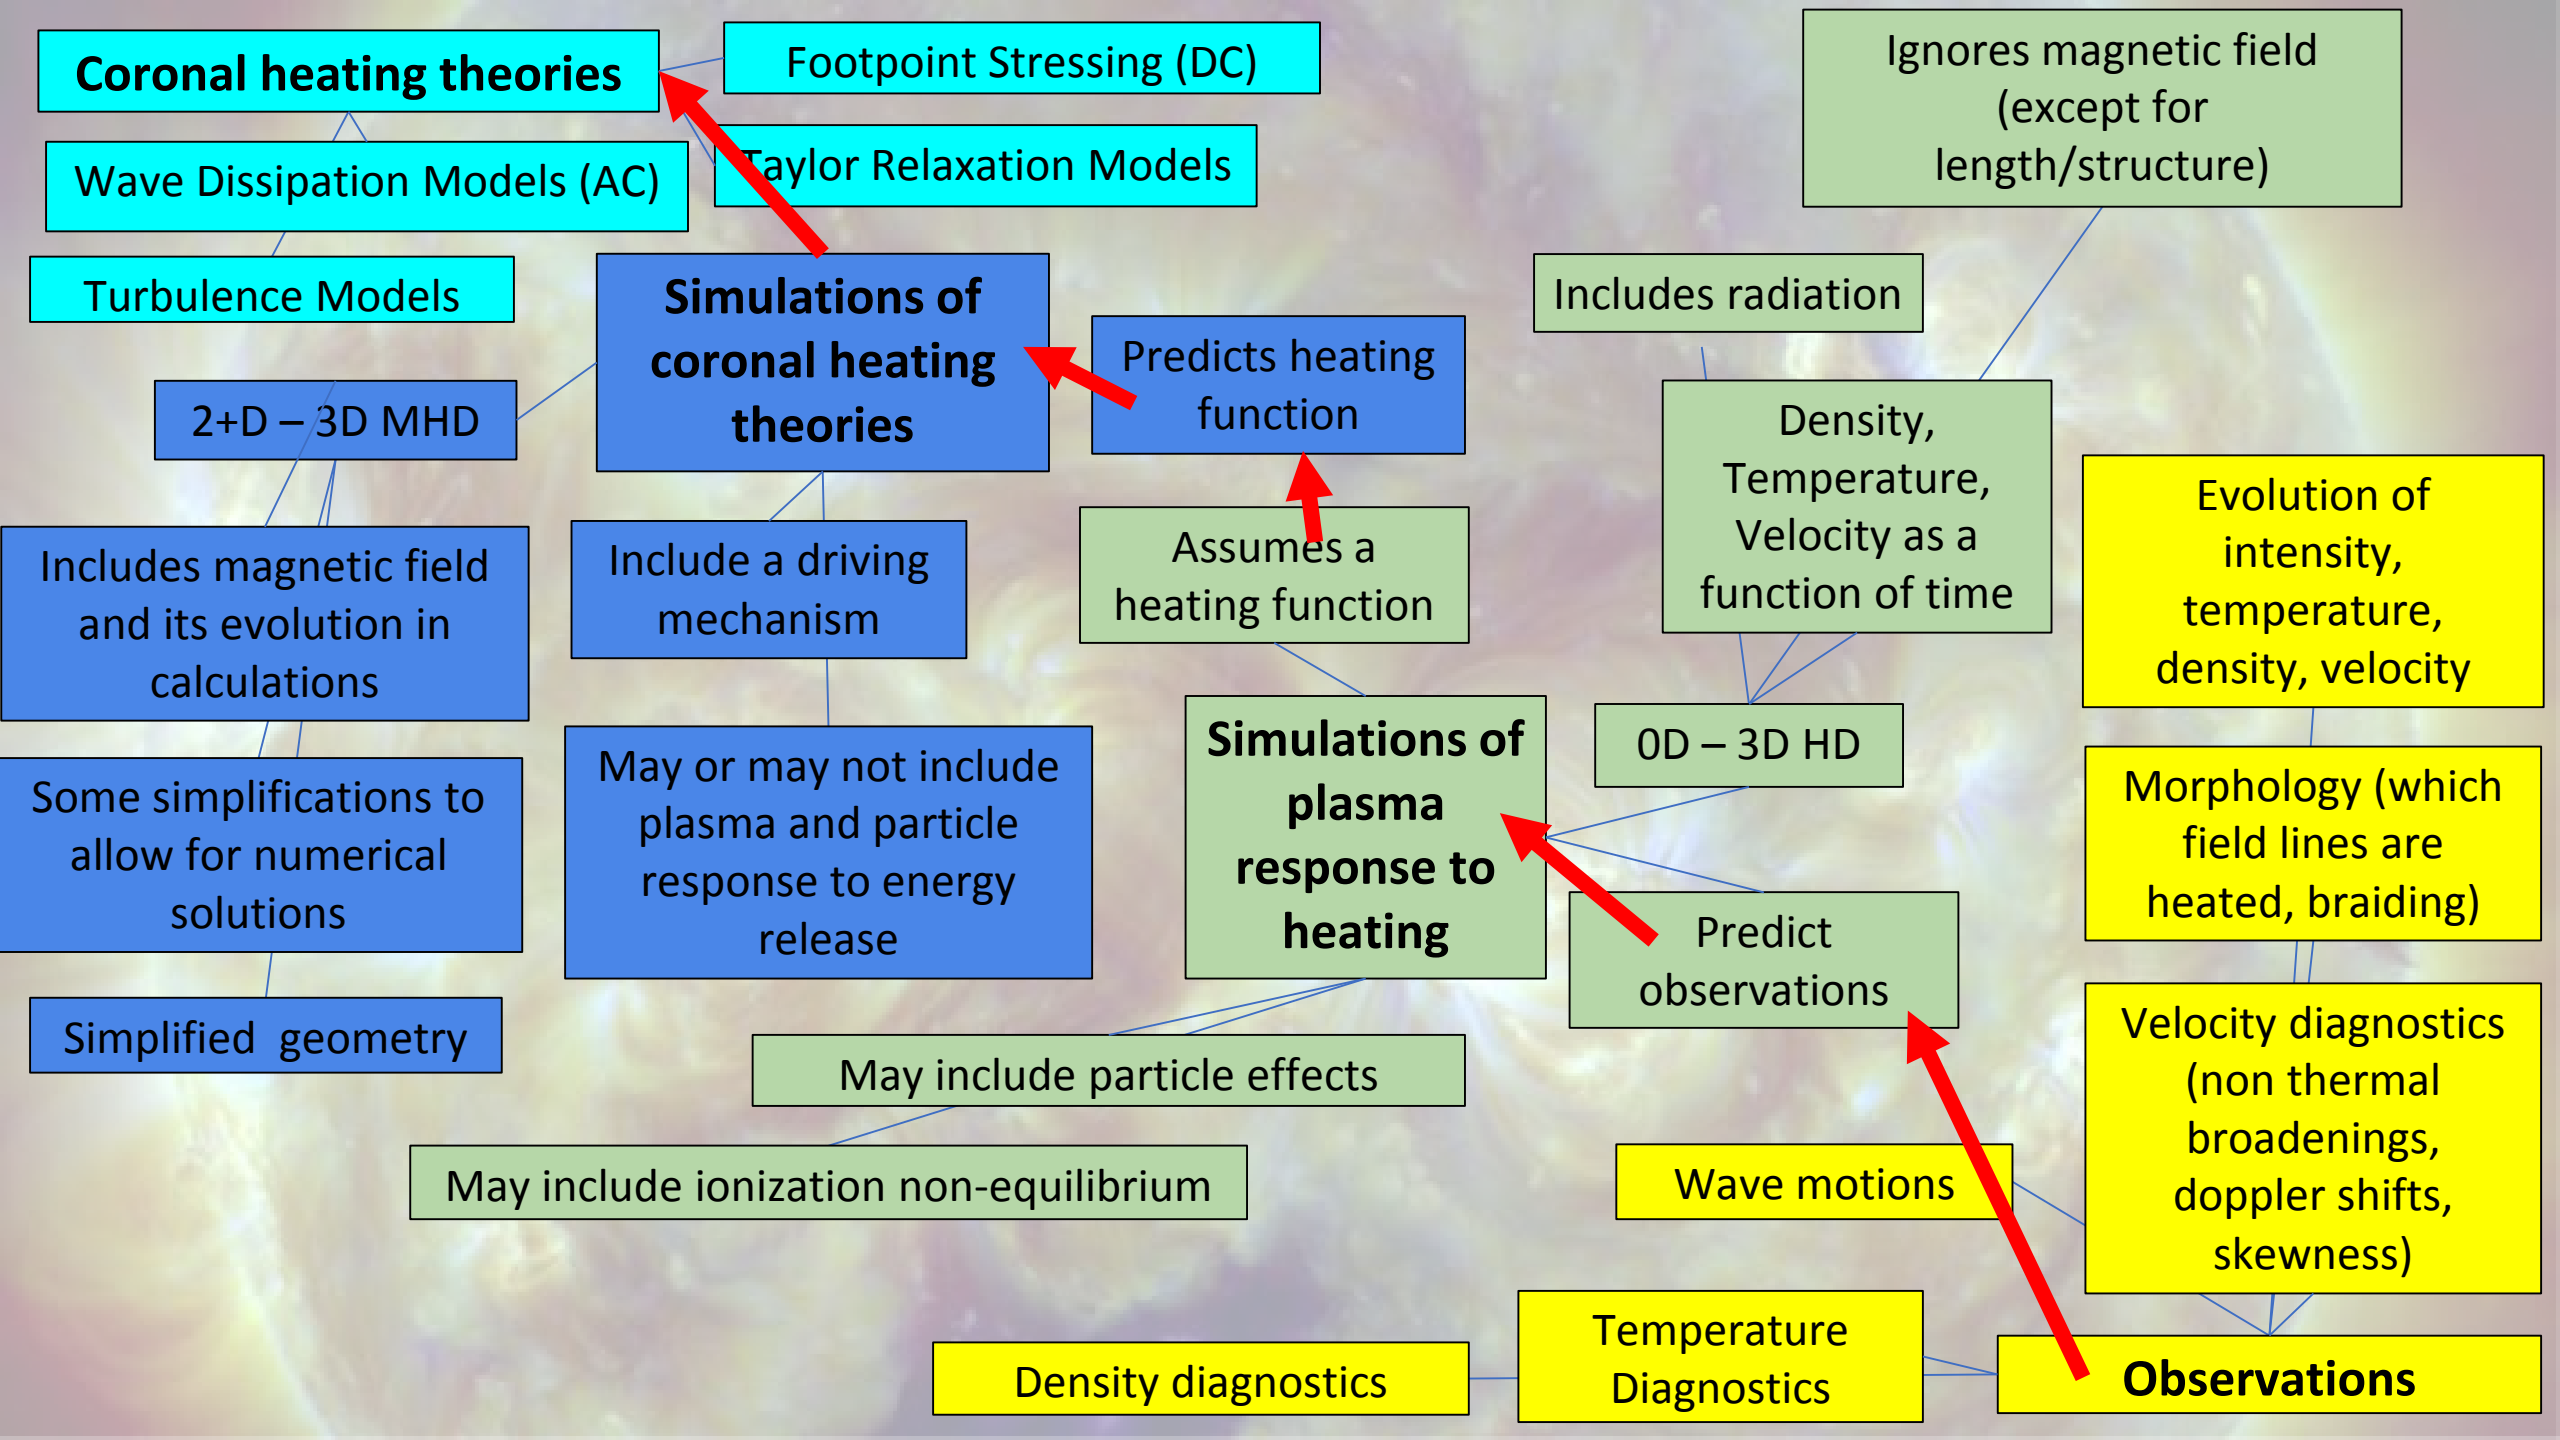 Coronal heating theories
Footpoint Stressing (DC)
Taylor Relaxation Models
Wave Dissipation Models (AC)
Turbulence Models
Simulations of
coronal heating
theories
Predicts heating
function
2+D – 3D MHD
Includes magnetic field
and its evolution in
calculations
Some simplifications to
allow for numerical
solutions
Simplified  geometry
Include a driving
mechanism
May or may not include
plasma and particle
response to energy
release
Assumes a
heating function
Simulations of
plasma
response to
heating
May include particle effects
May include ionization non-equilibrium
Ignores magnetic field
(except for
length/structure)
Includes radiation
Density,
Temperature,
Velocity as a
function of time
0D – 3D HD
Predict
observations
Evolution of
intensity,
temperature,
density, velocity
Morphology (which
field lines are
heated, braiding)
Velocity diagnostics
(non thermal
broadenings,
doppler shifts,
skewness)
Wave motions
Temperature
Diagnostics
Density diagnostics
Observations